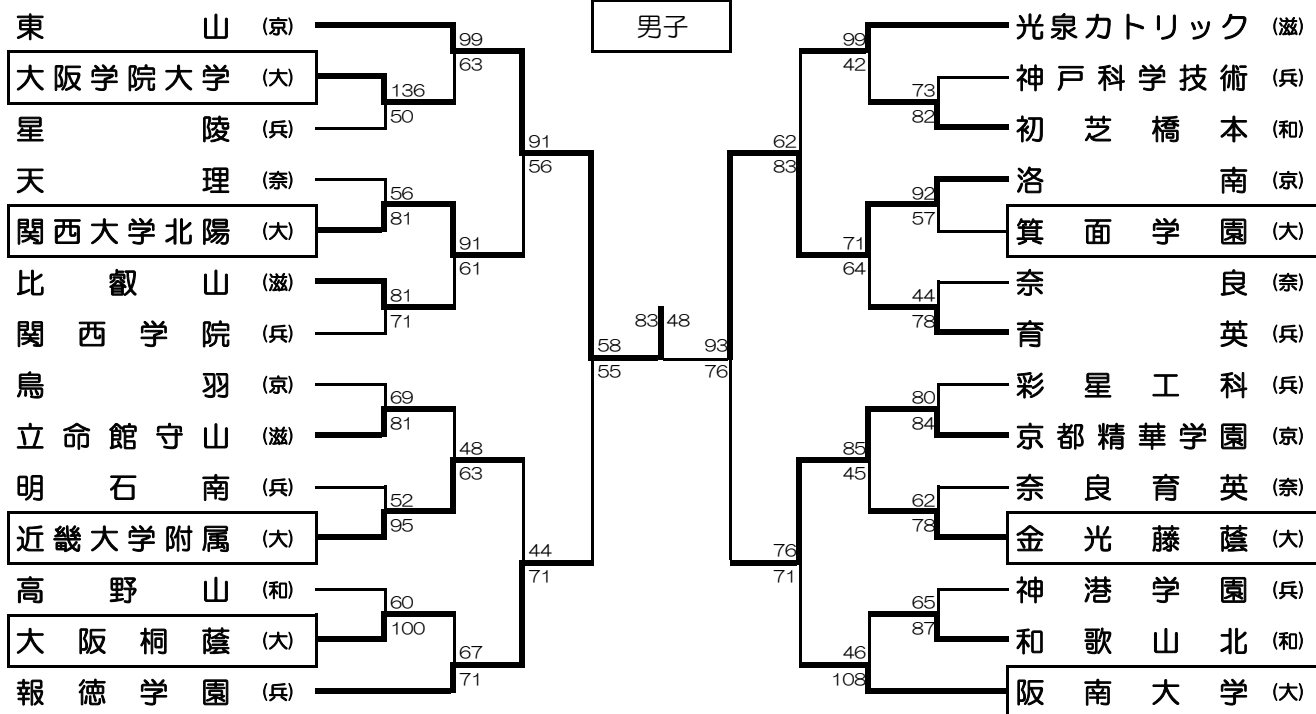 男子
東山 (京)
大阪学院大学 (大)
星陵 (兵)
天理 (奈)
関西大学北陽 (大)
比叡山 (滋)
関西学院 (兵)
鳥羽 (京)
立命館守山 (滋)
明石南 (兵)
近畿大学附属 (大)
高野山 (和)
大阪桐蔭 (大)
報徳学園 (兵)
136
50
56
81
81
71
69
81
52
95
60
100
99
63
91
61
48
63
67
71
91
56
44
71
58
55
83 48
93
76
62
83
76
71
99
42
71
64
85
45
46
108
73
82
92
57
44
78
80
84
62
78
65
87
光泉カトリック (滋)
神戸科学技術 (兵)
初芝橋本 (和)
洛南 (京)
箕面学園 (大)
奈良 (奈)
育英 (兵)
彩星工科 (兵)
京都精華学園 (京)
奈良育英 (奈)
金光藤蔭 (大)
神港学園 (兵)
和歌山北 (和)
阪南大学 (大)